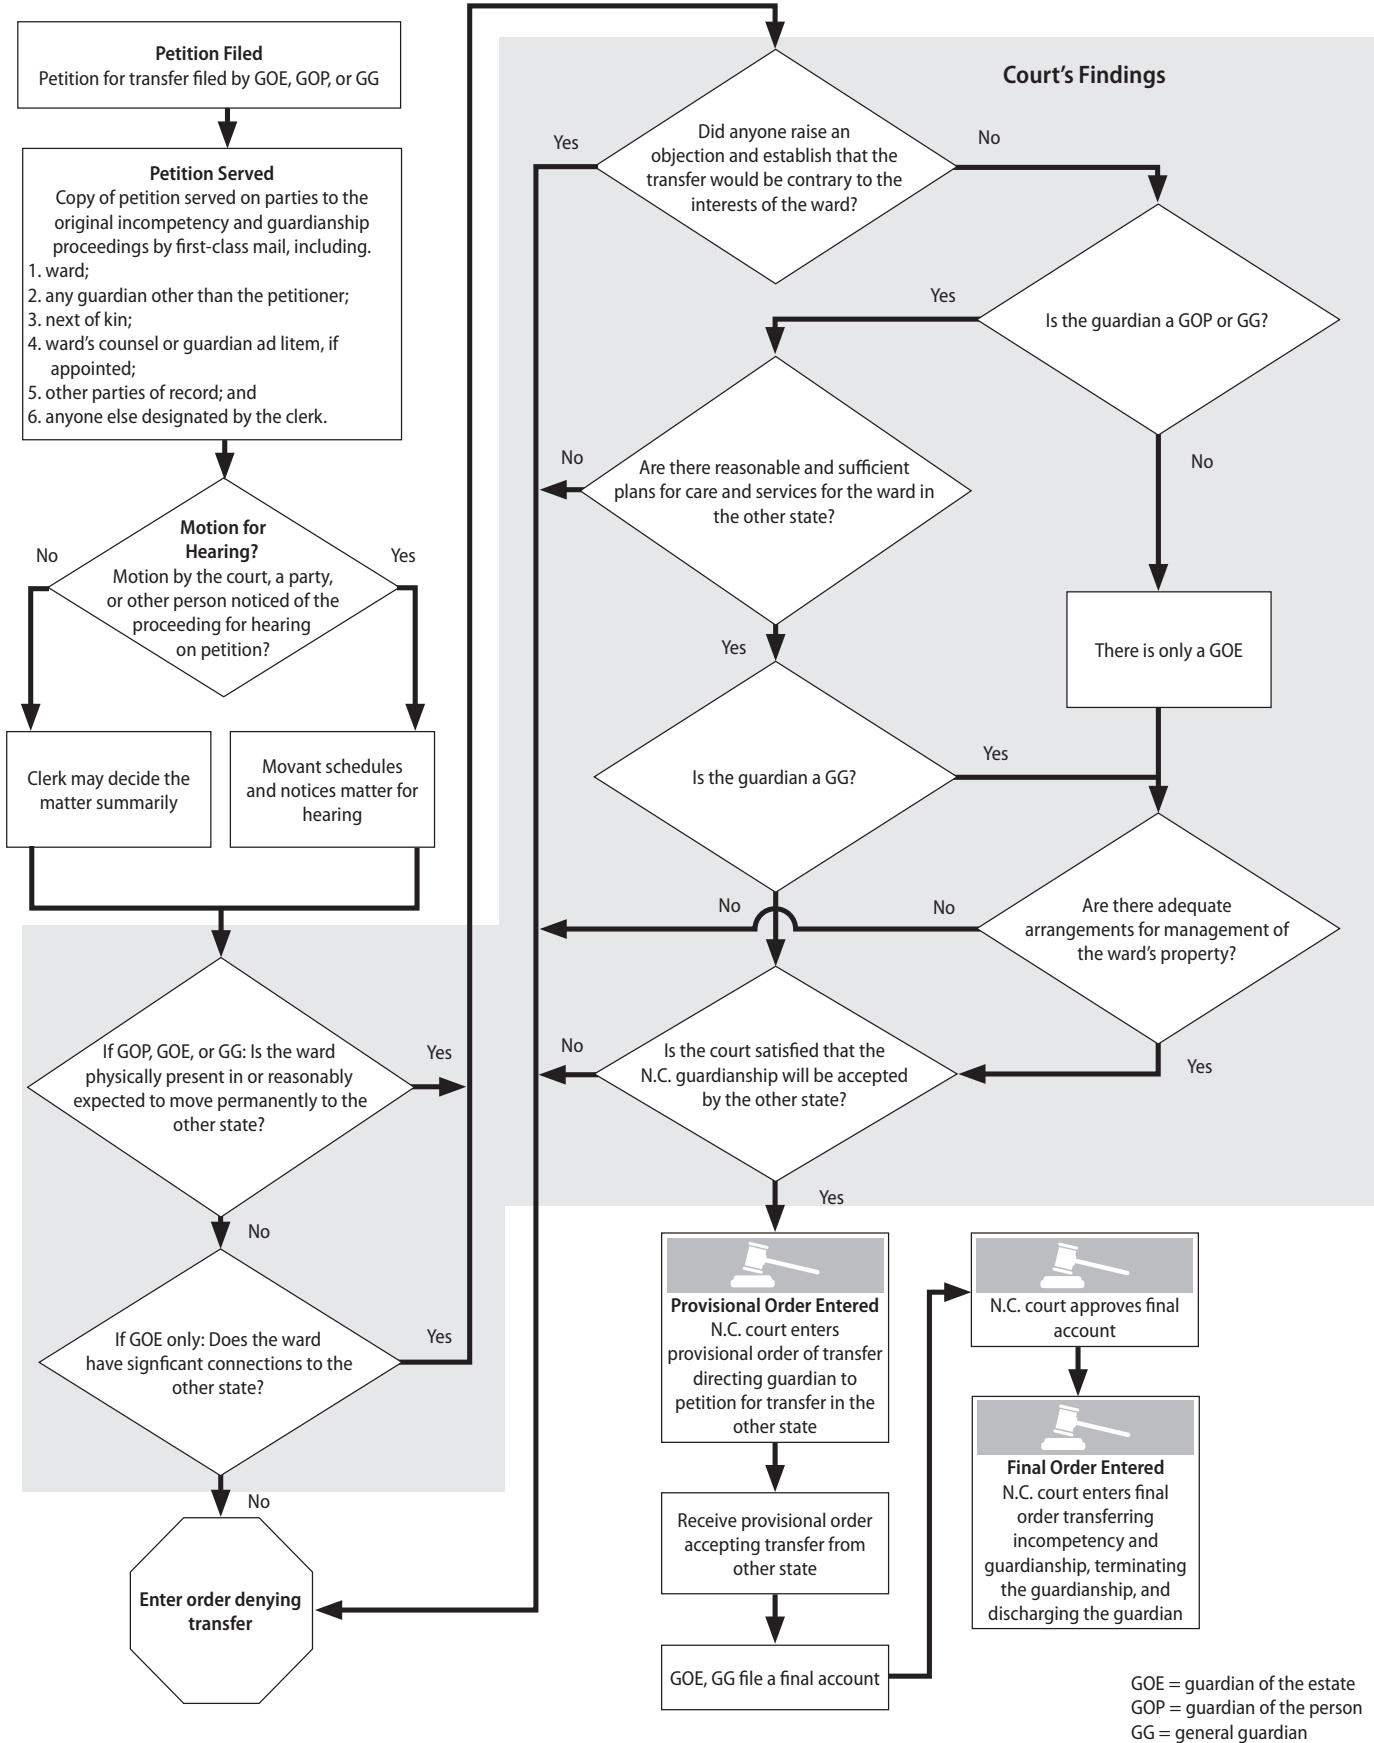 Petition Filed
Petition for transfer filed by GOE, GOP, or GG
Petition Served
Copy of petition served on parties to the
original incompetency and guardianship
proceedings by first-class mail, including.
1. ward;
2. any guardian other than the petitioner;
3. next of kin;
4. ward's counsel or guardian ad litem, if
appointed;
5. other parties of record; and
6. anyone else designated by the clerk.
Motion for
Hearing?
Motion by the court, a party,
or other person noticed of the
proceeding for hearing
on petition?
No
Yes
Clerk may decide the
matter summarily
Movant schedules
and notices matter for
hearing
If GOP, GOE, or GG: Is the ward
physically present in or reasonably
expected to move permanently to the
other state?
Yes
No
If GOE only: Does the ward
have signficant connections to the
other state?
Yes
No
Enter order denying
transfer
Court's Findings
Did anyone raise an
objection and establish that the
transfer would be contrary to the
interests of the ward?
Yes
No
Is the guardian a GOP or GG?
Yes
No
Are there reasonable and sufficient
plans for care and services for the ward in
the other state?
No
Yes
There is only a GOE
Is the guardian a GG?
Yes
No
Are there adequate
arrangements for management of
the ward's property?
No
Yes
Is the court satisfied that the
N.C. guardianship will be accepted
by the other state?
No
Yes
Provisional Order Entered
N.C. court enters
provisional order of transfer
directing guardian to
petition for transfer in the
other state
Receive provisional order
accepting transfer from
other state
GOE, GG file a final account
N.C. court approves final
account
Final Order Entered
N.C. court enters final
order transferring
incompetency and
guardianship, terminating
the guardianship, and
discharging the guardian
GOE = guardian of the estate
GOP = guardian of the person
GG = general guardian